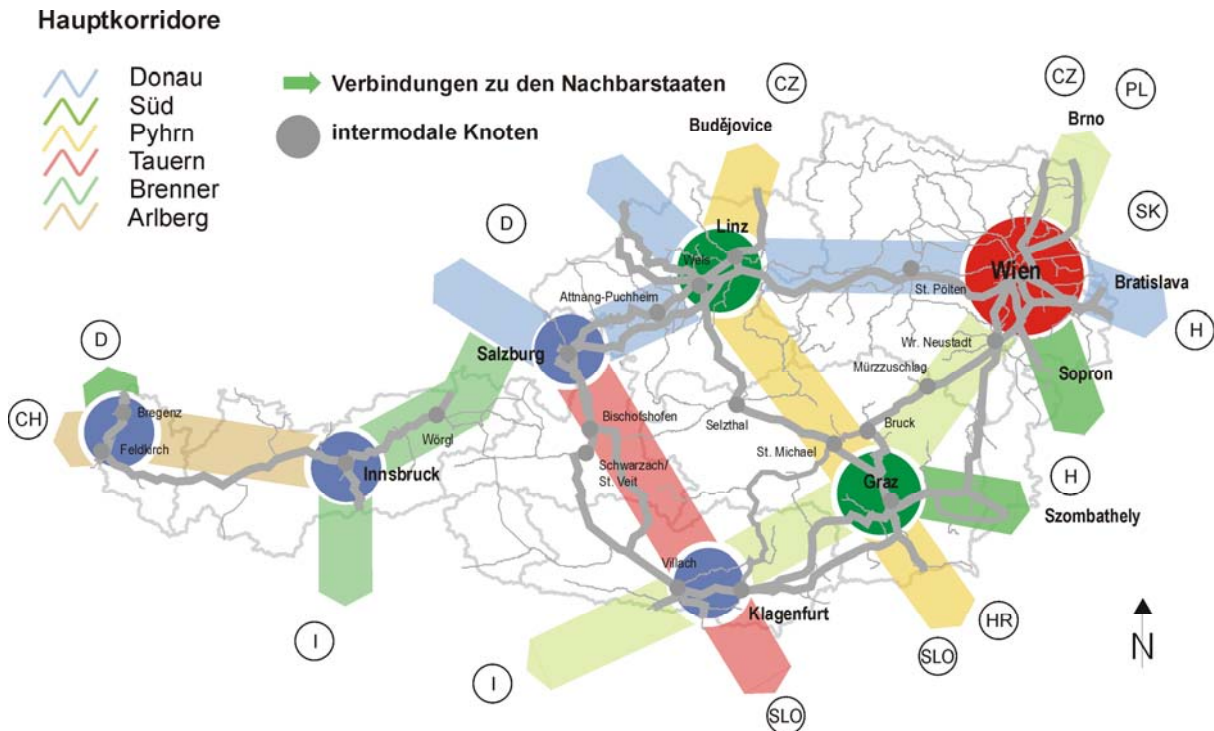 Hauptkorridore
Donau
Süd
Pyhrn
Tauern
Brenner
Arlberg
Verbindungen zu den Nachbarstaaten
intermodale Knoten
CZ
Budějovice
CZ
PL
Brno
D
Linz
SK
Wels
Wien
Bratislava
Attnang-Puchheim
St. Pölten
H
D
Salzburg
Wr. Neustadt
Mürzzuschlag
Sopron
CH
Bregenz
Feldkirch
Innsbruck
Wörgl
Bischofshofen
Schwarzach/
St. Veit
Selzthal
St. Michael
Bruck
Graz
H
Szombathely
Villach
Klagenfurt
I
I
SLO
SLO
HR
N